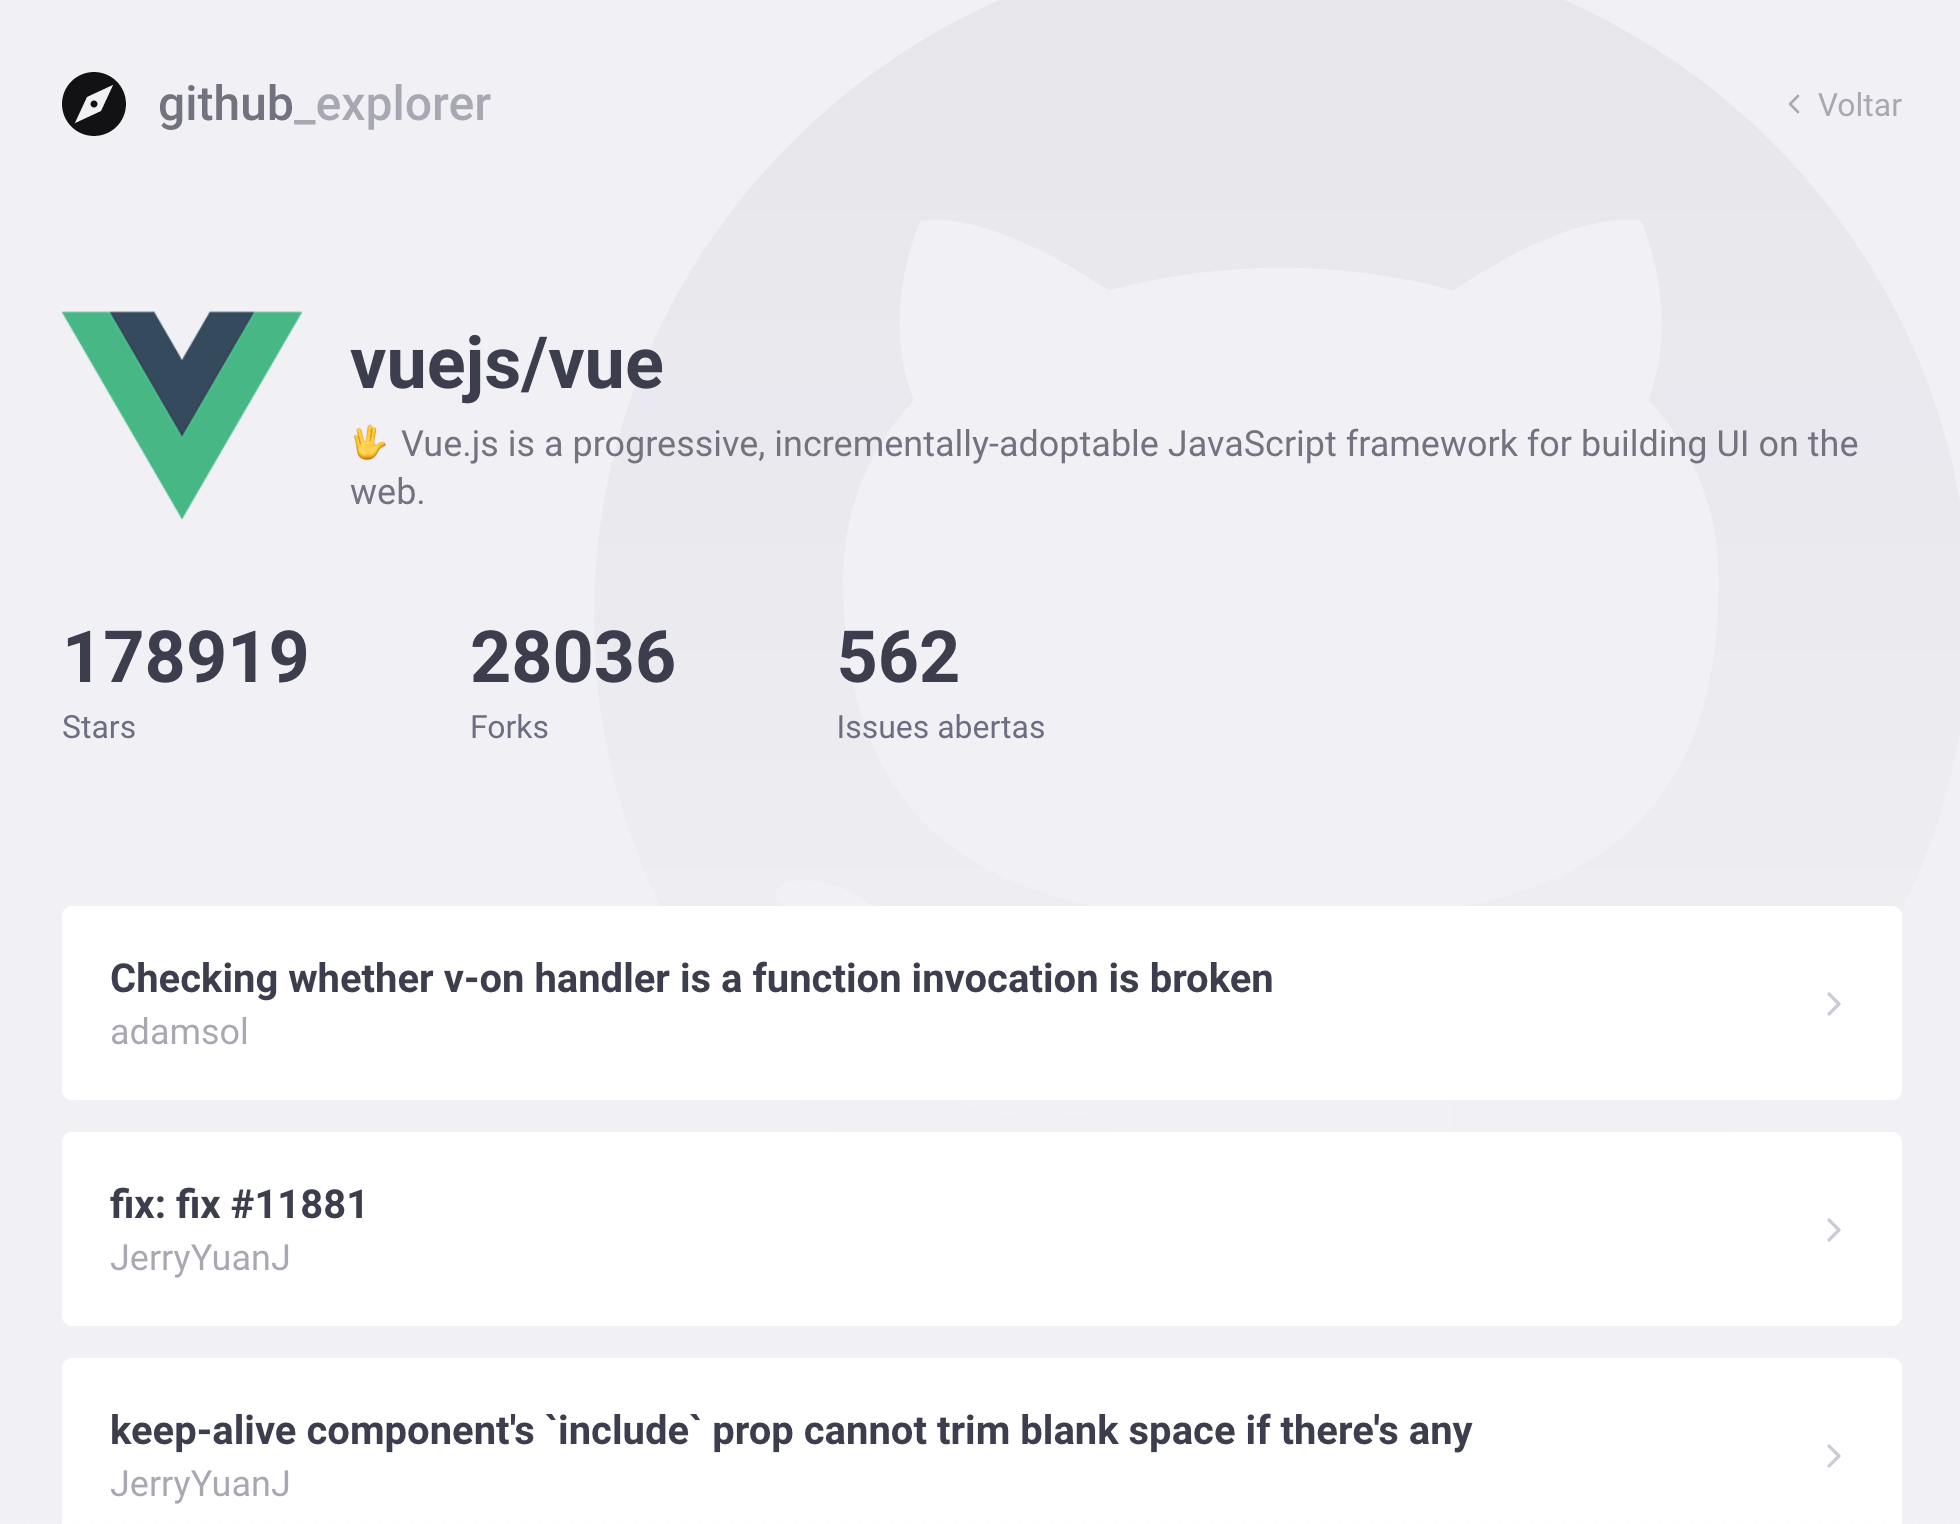 github_explorer
Voltar
vuejs/vue
🖖 Vue.js is a progressive, incrementally-adoptable JavaScript framework for building UI on the
web.
178919
28036
562
Stars
Forks
Issues abertas
Checking whether v-on handler is a function invocation is broken
adamsol
fix: fix #11881
JerryYuanJ
keep-alive component's `include` prop cannot trim blank space if there's any
JerryYuanJ